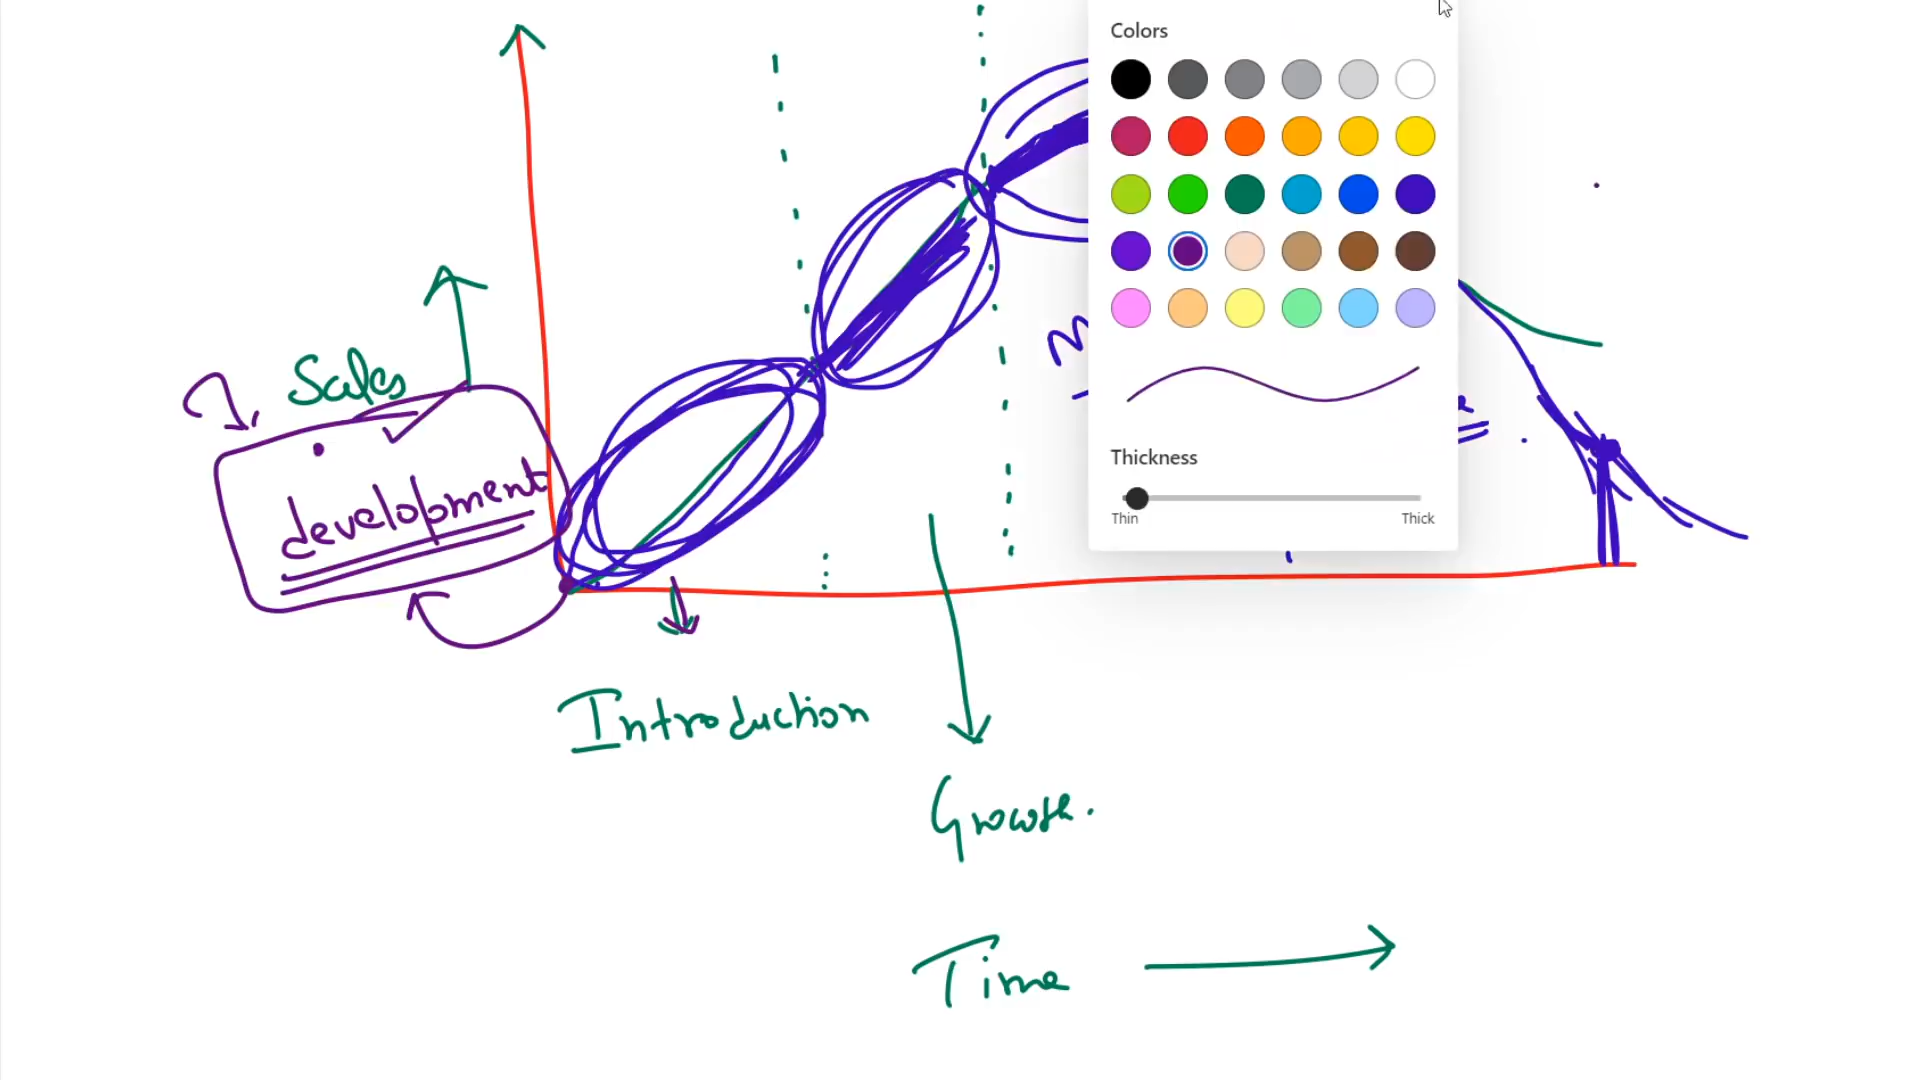 Colors
Sales
development
Thickness
Thin
Thick
Introduction
Growth.
Time